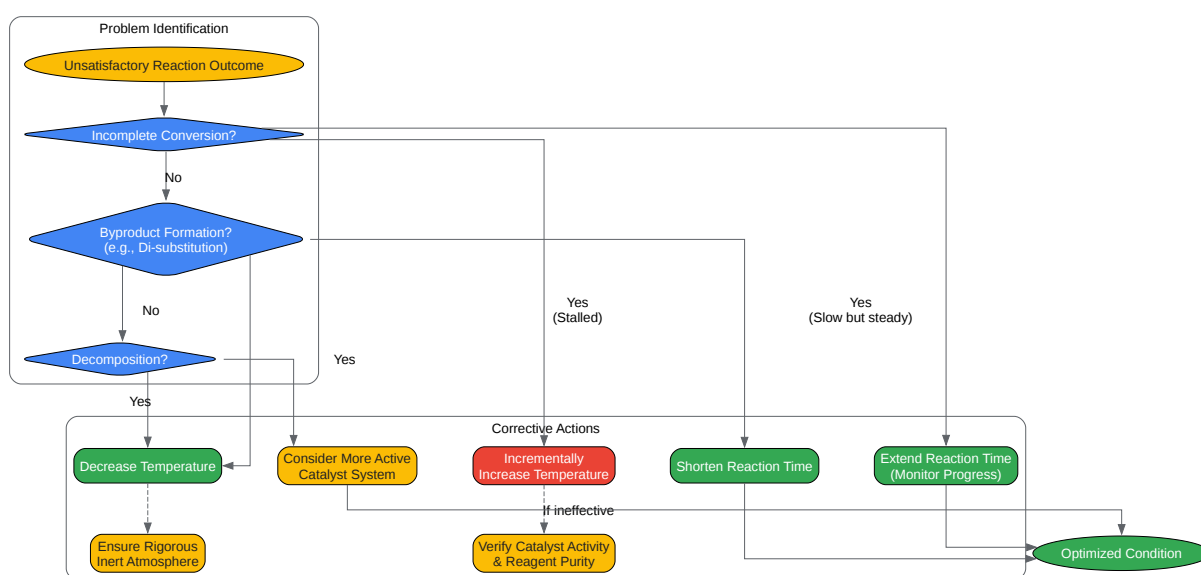 Problem Identification
Unsatisfactory Reaction Outcome
Incomplete Conversion?
No
Byproduct Formation?
(e.g., Di-substitution)
No
Yes
(Stalled)
Yes
(Slow but steady)
Decomposition?
Yes
Yes
Corrective Actions
Decrease Temperature
Consider More Active
Catalyst System
Incrementally
Increase Temperature
Shorten Reaction Time
Extend Reaction Time
(Monitor Progress)
If ineffective
Ensure Rigorous
Inert Atmosphere
Verify Catalyst Activity
& Reagent Purity
Optimized Condition